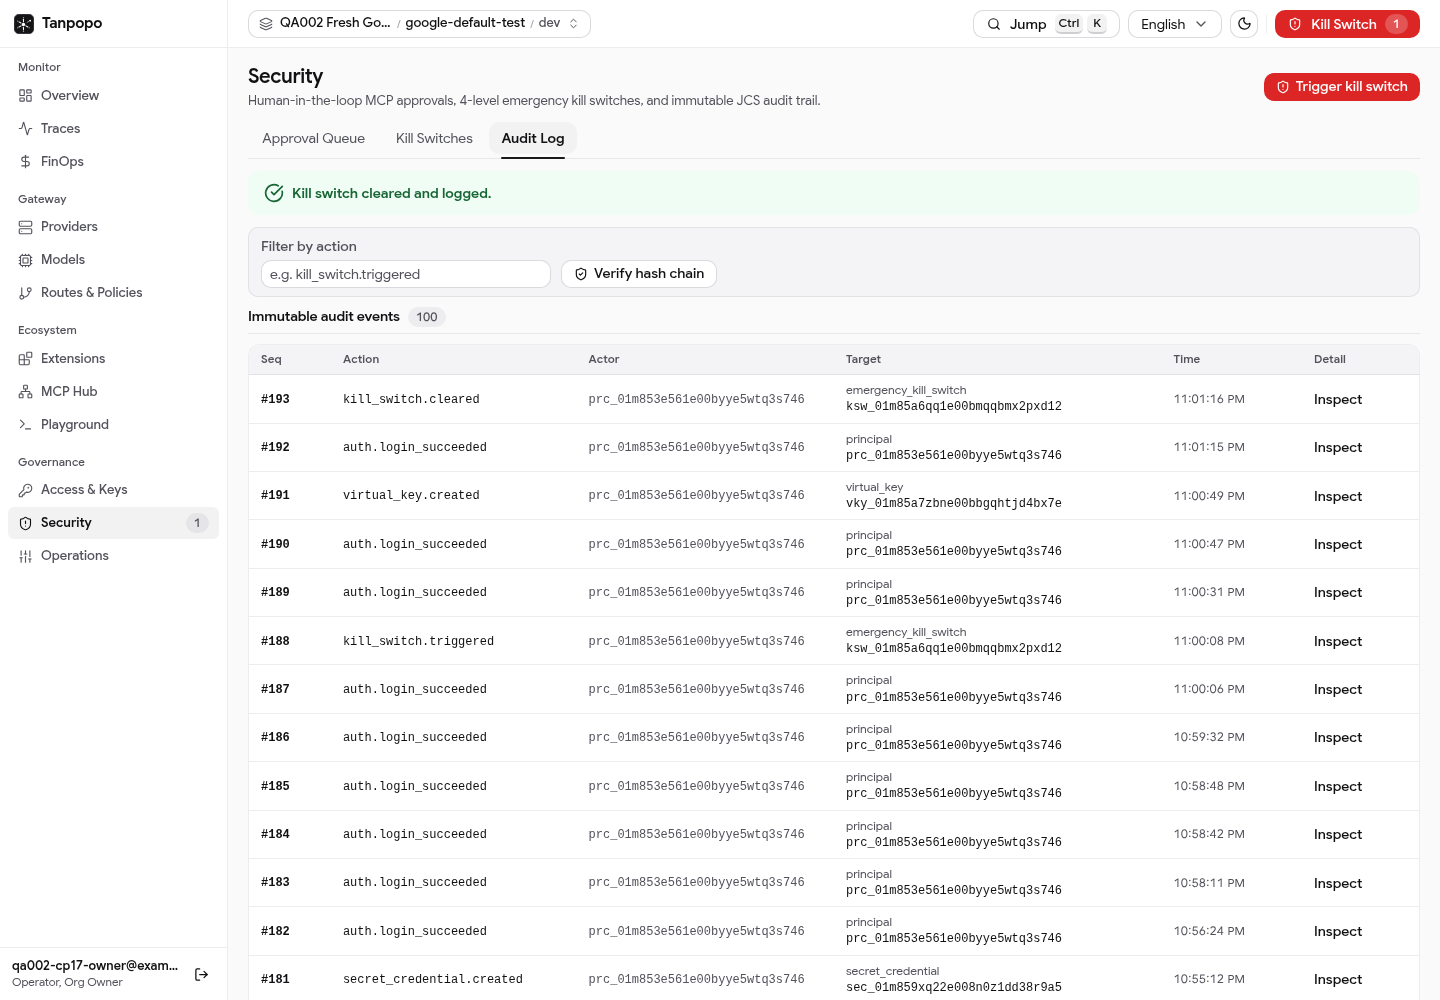 Tanpopo
QA002 Fresh Go... / google-default-test / dev
Jump Ctrl K
English
Kill Switch 1
Monitor
Overview
Traces
FinOps
Gateway
Providers
Models
Routes & Policies
Ecosystem
Extensions
MCP Hub
Playground
Governance
Access & Keys
Security 1
Operations
qa002-cp17-owner@exam...
Operator, Org Owner
Security
Human-in-the-loop MCP approvals, 4-level emergency kill switches, and immutable JCS audit trail.
Trigger kill switch
Approval Queue Kill Switches Audit Log
Kill switch cleared and logged.
Filter by action
e.g. kill_switch.triggered
Verify hash chain
Immutable audit events 100
Seq Action Actor Target Time Detail
#193 kill_switch.cleared prc_01m853e561e00byye5wtq3s746 emergency_kill_switch
ksw_01m85a6qq1e00bmqqbmx2pxd12 11:01:16 PM Inspect
#192 auth.login_succeeded prc_01m853e561e00byye5wtq3s746 principal
prc_01m853e561e00byye5wtq3s746 11:01:15 PM Inspect
#191 virtual_key.created prc_01m853e561e00byye5wtq3s746 virtual_key
vky_01m85a7zbne00bbgqhtjd4bx7e 11:00:49 PM Inspect
#190 auth.login_succeeded prc_01m853e561e00byye5wtq3s746 principal
prc_01m853e561e00byye5wtq3s746 11:00:47 PM Inspect
#189 auth.login_succeeded prc_01m853e561e00byye5wtq3s746 principal
prc_01m853e561e00byye5wtq3s746 11:00:31 PM Inspect
#188 kill_switch.triggered prc_01m853e561e00byye5wtq3s746 emergency_kill_switch
ksw_01m85a6qq1e00bmqqbmx2pxd12 11:00:08 PM Inspect
#187 auth.login_succeeded prc_01m853e561e00byye5wtq3s746 principal
prc_01m853e561e00byye5wtq3s746 11:00:06 PM Inspect
#186 auth.login_succeeded prc_01m853e561e00byye5wtq3s746 principal
prc_01m853e561e00byye5wtq3s746 10:59:32 PM Inspect
#185 auth.login_succeeded prc_01m853e561e00byye5wtq3s746 principal
prc_01m853e561e00byye5wtq3s746 10:58:48 PM Inspect
#184 auth.login_succeeded prc_01m853e561e00byye5wtq3s746 principal
prc_01m853e561e00byye5wtq3s746 10:58:42 PM Inspect
#183 auth.login_succeeded prc_01m853e561e00byye5wtq3s746 principal
prc_01m853e561e00byye5wtq3s746 10:58:11 PM Inspect
#182 auth.login_succeeded prc_01m853e561e00byye5wtq3s746 principal
prc_01m853e561e00byye5wtq3s746 10:56:24 PM Inspect
#181 secret_credential.created prc_01m853e561e00byye5wtq3s746 secret_credential
sec_01m859xq22e008n0z1dd38r9a5 10:55:12 PM Inspect